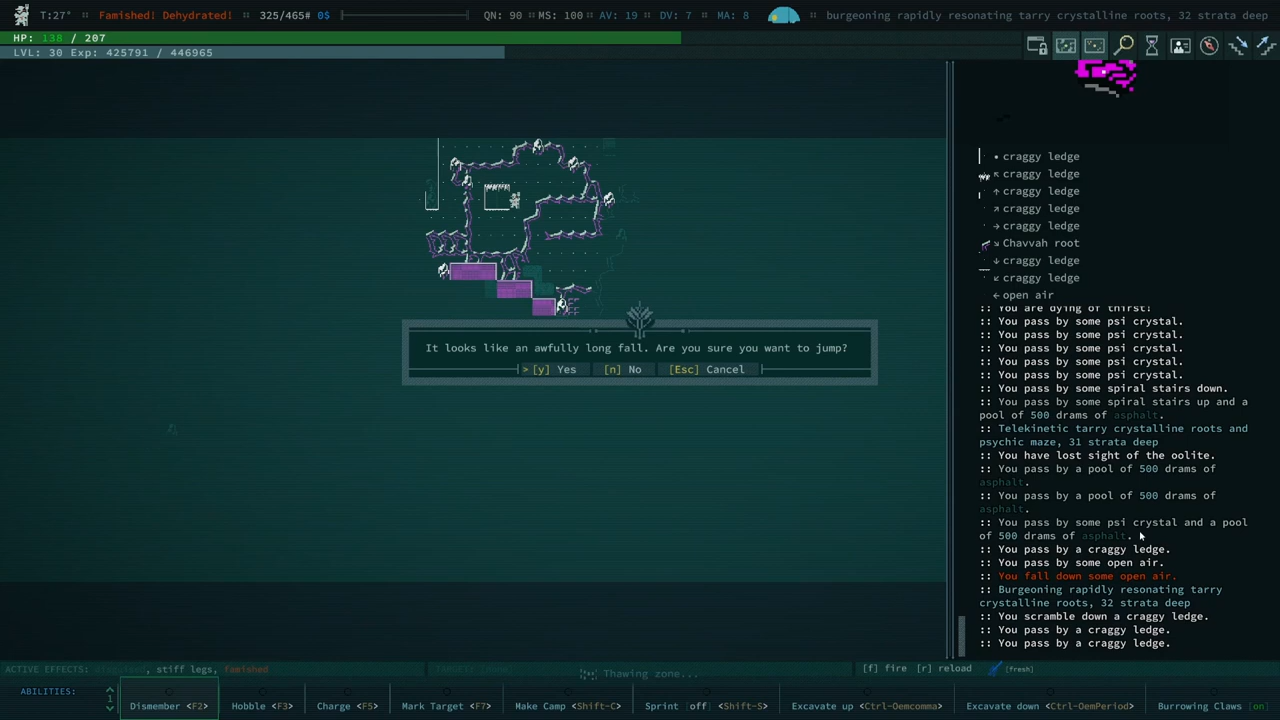 T:27° :: Famished! Dehydrated! :: 325/465# 0$ :: QN: 90 :: MS: 100 :: AV: 19 :: DV: 7 :: MA: 8 :: burgeoning rapidly resonating tarry crystalline roots, 32 strata deep
HP: 138 / 207
LVL: 30 Exp: 425791 / 446965
craggy ledge
craggy ledge
craggy ledge
craggy ledge
craggy ledge
Chavvah root
craggy ledge
craggy ledge
open air
:: You are dying of thirst!
:: You pass by some psi crystal.
:: You pass by some psi crystal.
:: You pass by some psi crystal.
:: You pass by some psi crystal.
:: You pass by some psi crystal.
:: You pass by some spiral stairs down.
:: You pass by some spiral stairs up and a
pool of 500 drams of asphalt.
:: Telekinetic tarry crystalline roots and
psychic maze, 31 strata deep
:: You have lost sight of the oolite.
:: You pass by a pool of 500 drams of
asphalt.
:: You pass by a pool of 500 drams of
asphalt.
:: You pass by some psi crystal and a pool
of 500 drams of asphalt.
:: You pass by a craggy ledge.
:: You pass by some open air.
:: You fall down some open air.
:: Burgeoning rapidly resonating tarry
crystalline roots, 32 strata deep
:: You scramble down a craggy ledge.
:: You pass by a craggy ledge.
:: You pass by a craggy ledge.
It looks like an awfully long fall. Are you sure you want to jump?
> [y] Yes [n] No [Esc] Cancel
ACTIVE EFFECTS: stiff legs, famished
:: Thawing zone...
[f] fire [r] reload [fresh]
ABILITIES: 1 Dismember <F2> Hobble <F3> Charge <F5> Mark Target <F7> Make Camp <Shift-C> Sprint [off] <Shift-S> Excavate up <Ctrl-Oemcomma> Excavate down <Ctrl-OemPeriod> Burrowing Claws [on]